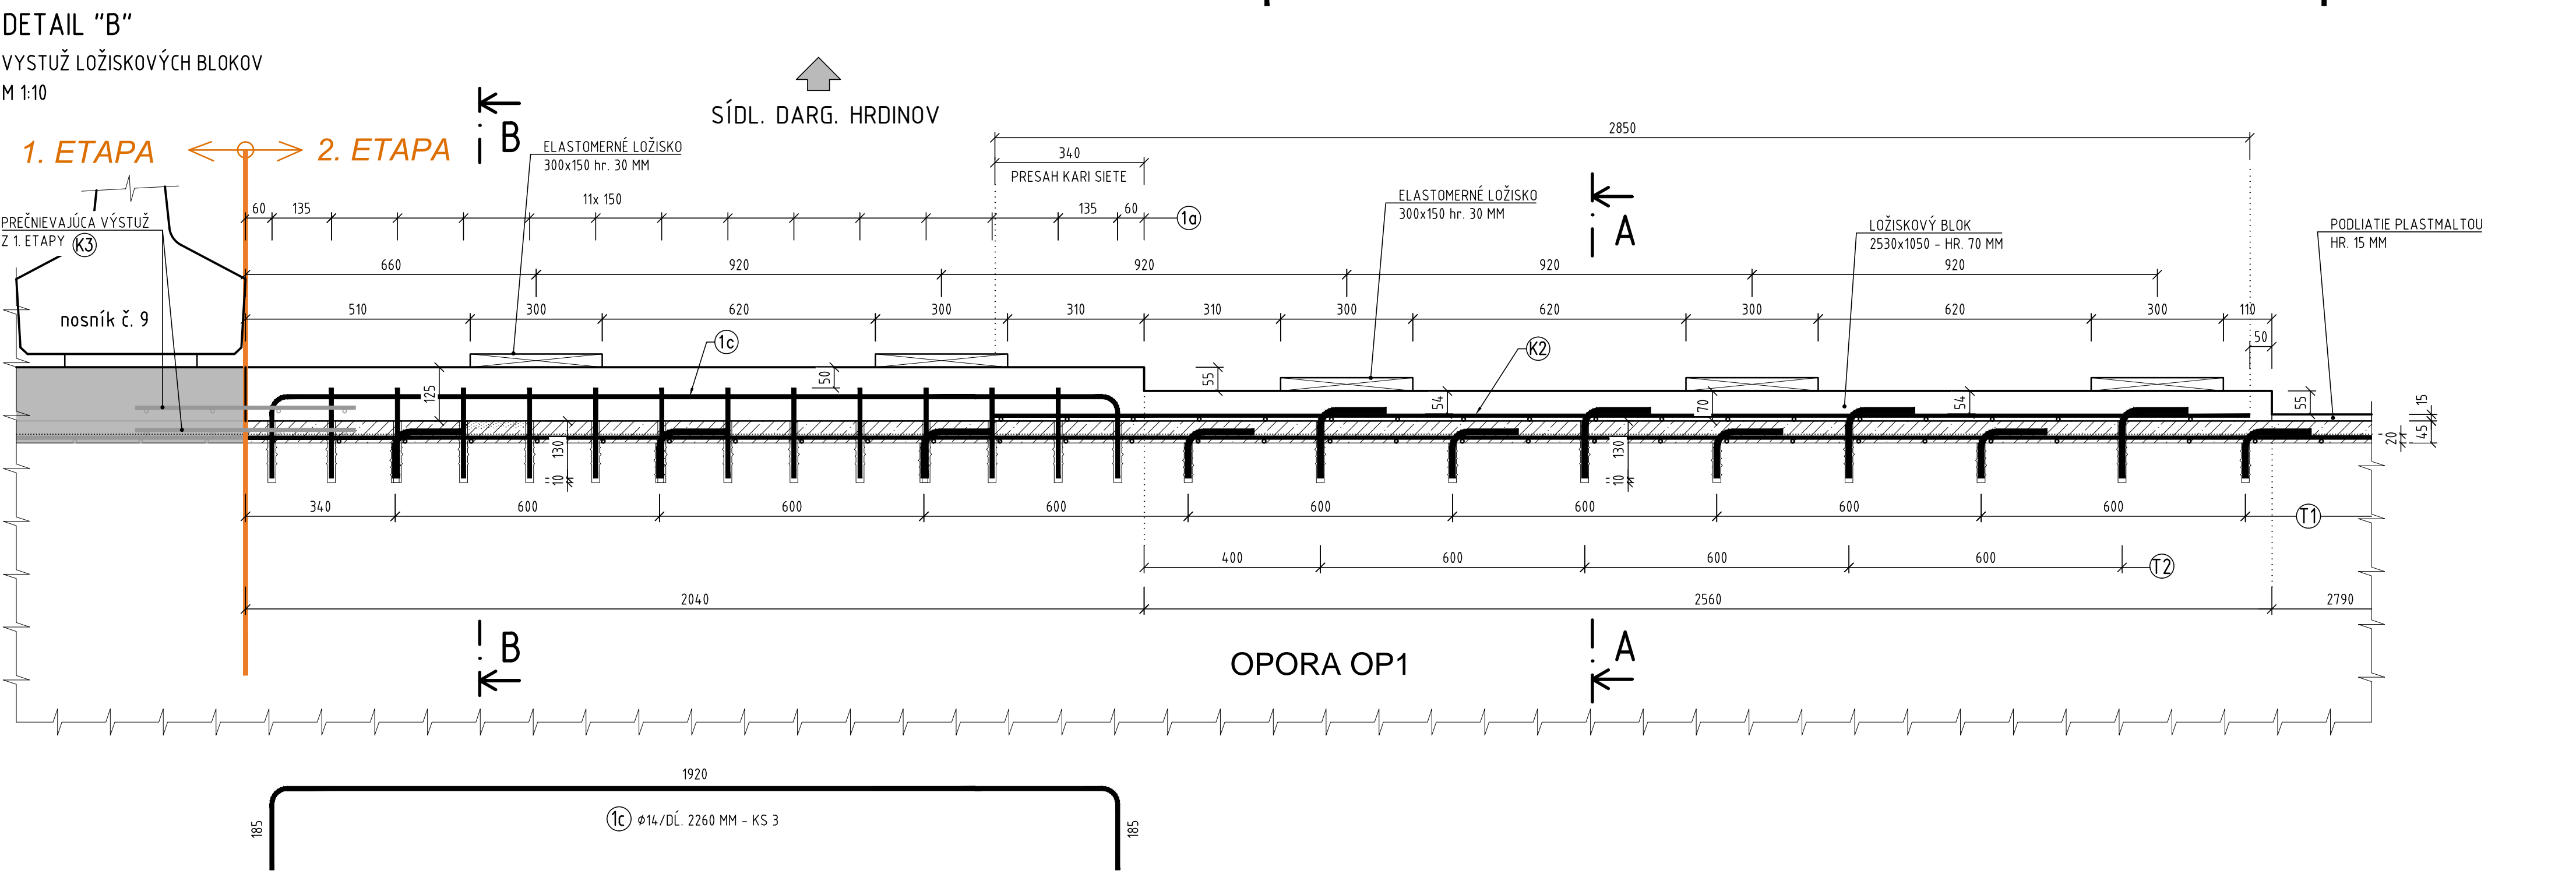 DETAIL "B"
VYSTUŽ LOŽISKOVÝCH BLOKOV
M 1:10
B
SÍDL. DARG. HRDINOV
1. ETAPA
2. ETAPA
ELASTOMERNÉ LOŽISKO
300x150 hr. 30 MM
2850
340
PRESAH KARI SIETE
ELASTOMERNÉ LOŽISKO
300x150 hr. 30 MM
A
LOŽISKOVÝ BLOK
2530x1050 - HR. 70 MM
PODLIATIE PLASTMALTOU
HR. 15 MM
PREČNIEVAJÚCA VÝSTUŽ
Z 1. ETAPY K3
60 135 11x 150 135 60 1a
660 920 920 920 920
nosník č. 9
510 300 620 300 310 310 300 620 300 620 300 110
50
1c
K2
125 50 55 54 70 54 55 15
45
20
130 130
10 10
340 600 600 600 600 600 600 600 T1
400 600 600 600 T2
2040 2560 2790
B
OPORA OP1
A
1920
185
1c ϕ14/DĹ. 2260 MM - KS 3
185